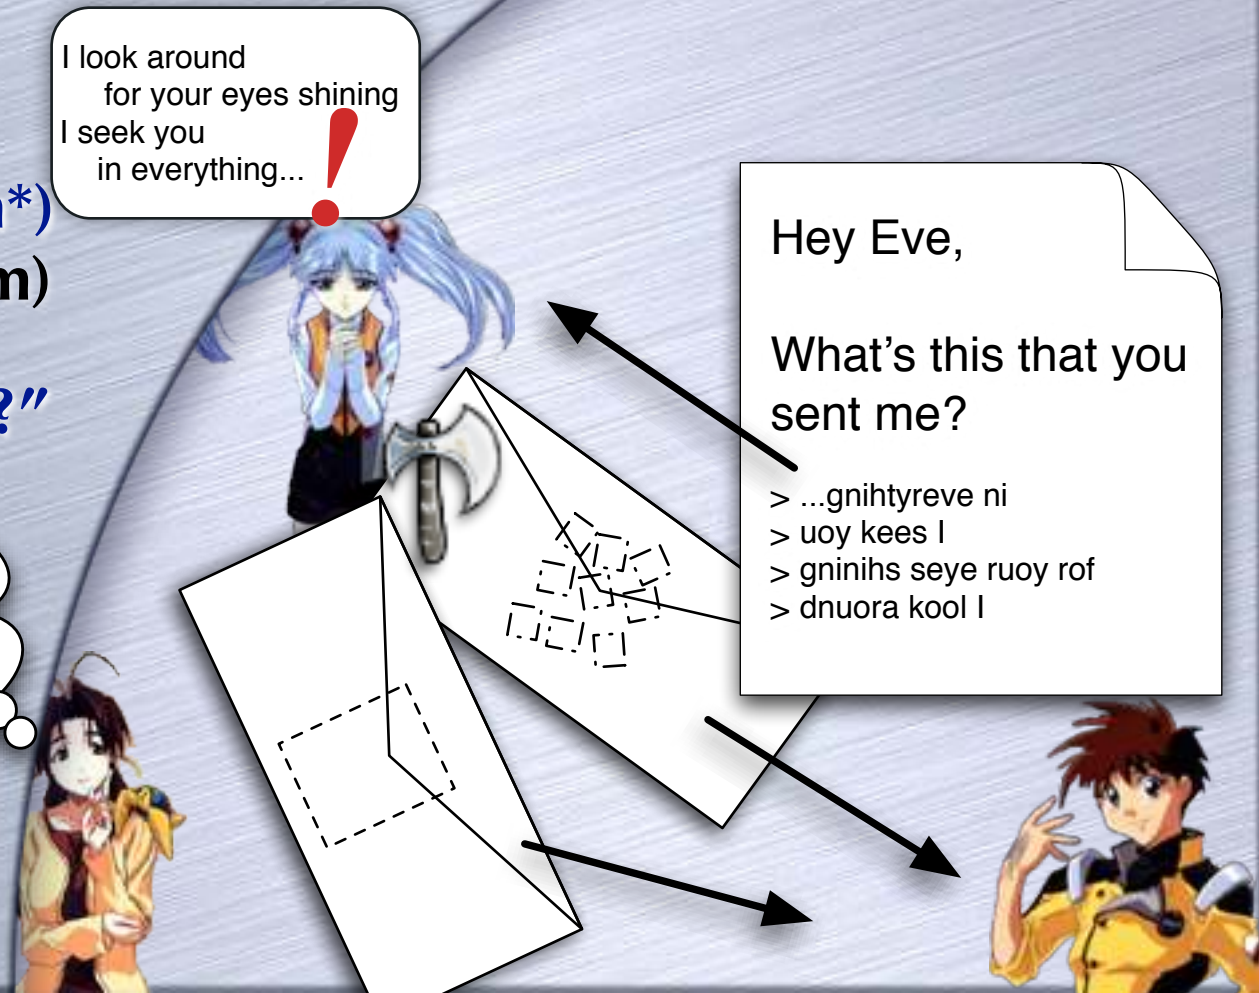 I look around
for your eyes shining
I seek you
in everything...
!
*)
m)
?"
Hey Eve,
What's this that you
sent me?
> ...gnihtyreve ni
> uoy kees I
> gninihs seye ruoy rof
> dnuora kool I